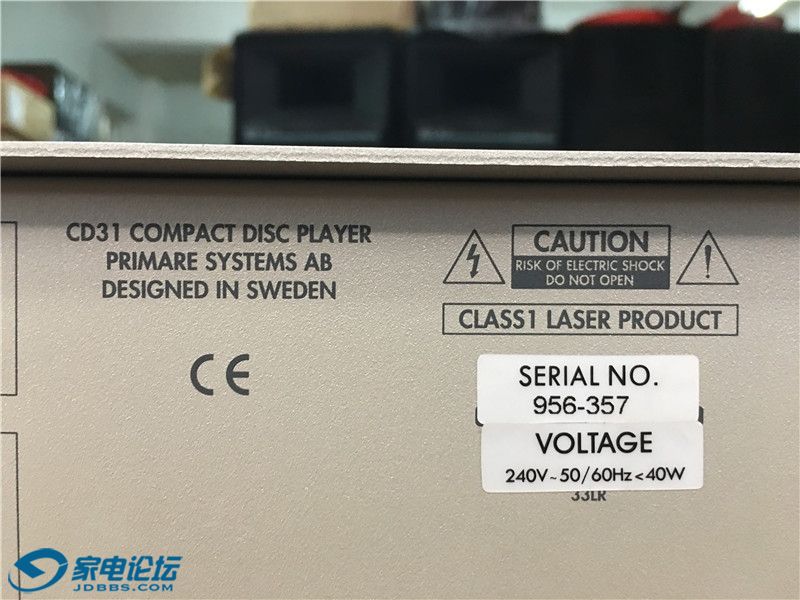 CD31 COMPACT DISC PLAYER
PRIMARE SYSTEMS AB
DESIGNED IN SWEDEN
CE
CAUTION
RISK OF ELECTRIC SHOCK
DO NOT OPEN
CLASS1 LASER PRODUCT
SERIAL NO.
956-357
VOLTAGE
240V~50/60Hz<40W
33LR
家电论坛
JDBBS.COM